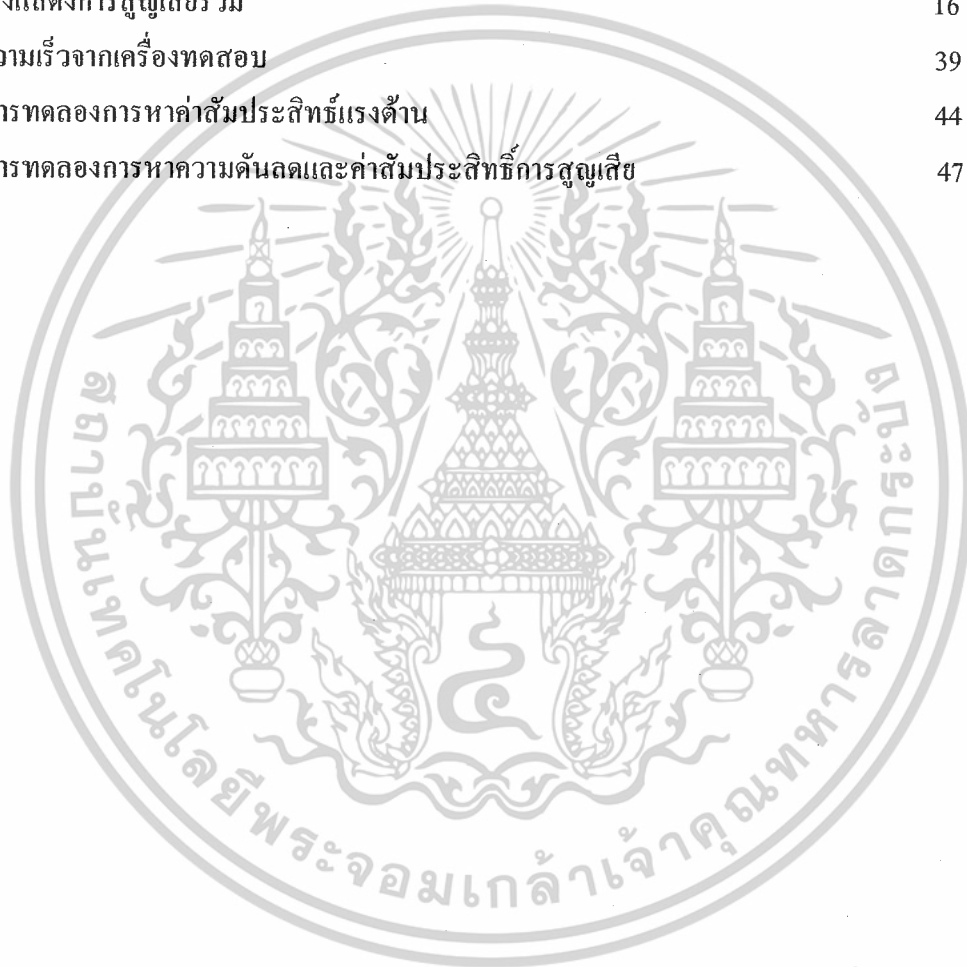 งแสดงการสูญเสียรวม 16
วามเร็วจากเครื่องทดสอบ 39
ารทดลองการหาค่าสัมประสิทธ์แรงต้าน 44
ารทดลองการหาความดันลดและค่าสัมประสิทธิ์การสูญเสีย 47
สถาบันเทคโนโลยีพระจอมเกล้าเจ้าคุณทหารลาดกระบัง
๔